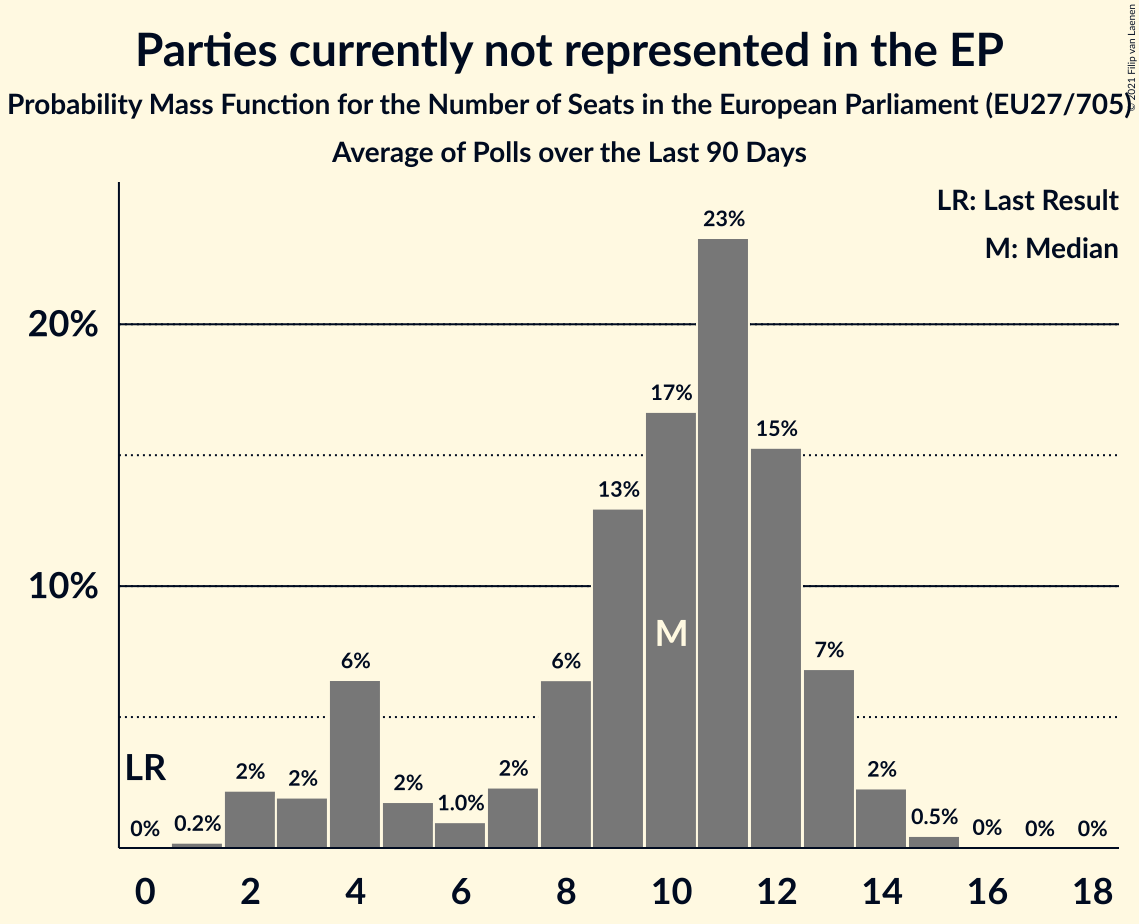 Parties currently not represented in the EP
Probability Mass Function for the Number of Seats in the European Parliament (EU27/705)
Average of Polls over the Last 90 Days
© 2021 Filip van Laenen
LR: Last Result
M: Median
23%
20%
17%
15%
13%
10%
M
7%
6%
6%
LR
2%
2%
2%
1.0%
2%
2%
0%
0.2%
0.5%
0%
0%
0%
0 2 4 6 8 10 12 14 16 18